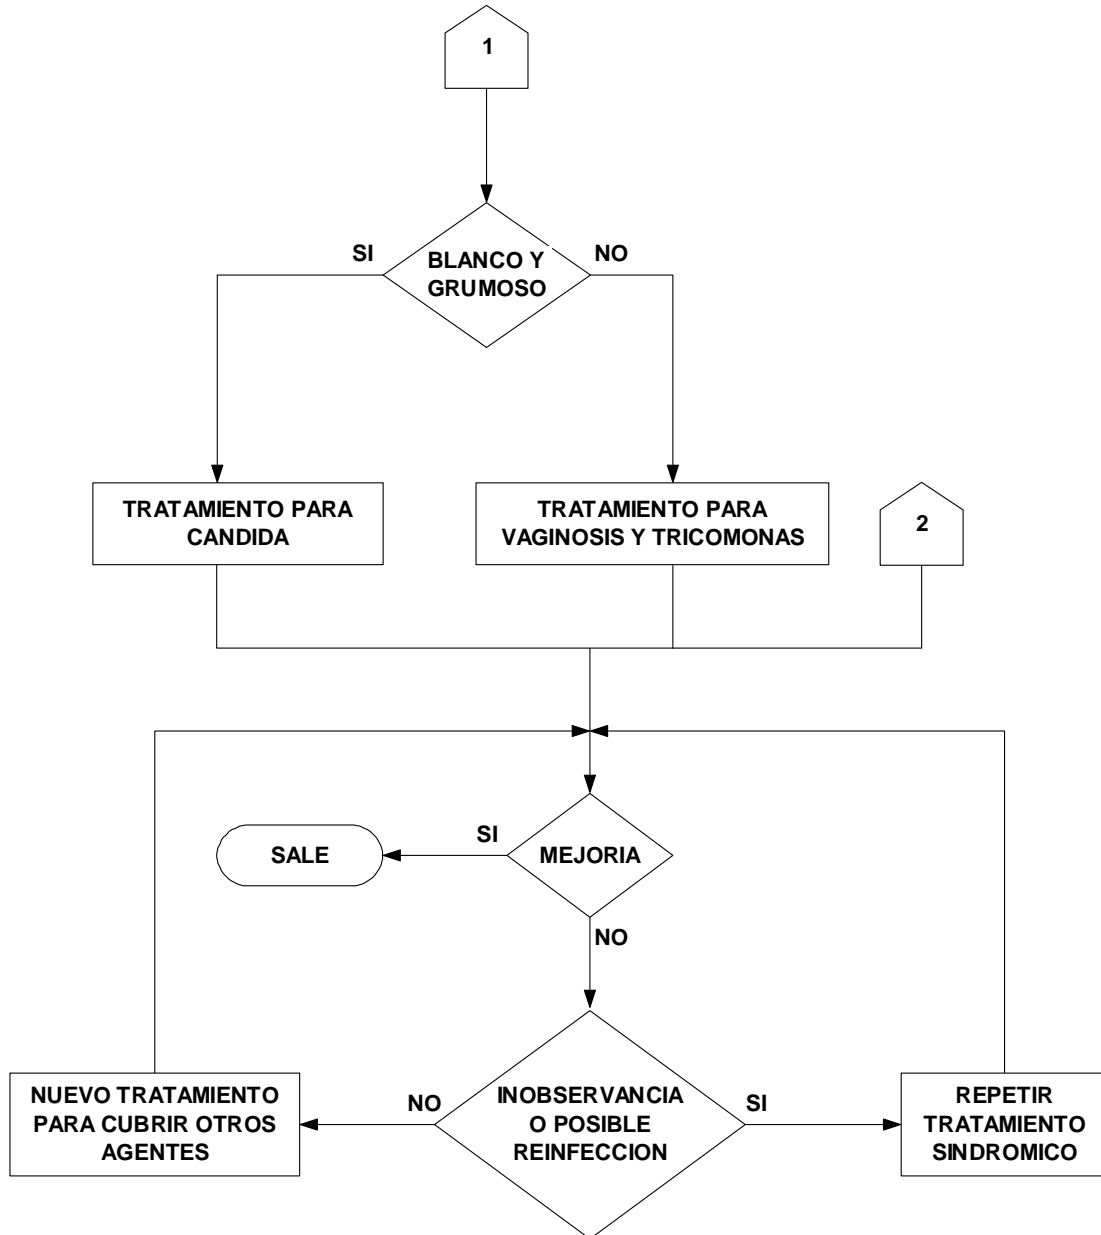 1
SI
NO
BLANCO Y
GRUMOSO
TRATAMIENTO PARA
CANDIDA
TRATAMIENTO PARA
VAGINOSIS Y TRICOMONAS
2
SALE
SI
MEJORIA
NO
NUEVO TRATAMIENTO
PARA CUBRIR OTROS
AGENTES
NO
INOBSERVANCIA
O POSIBLE
REINFECCION
SI
REPETIR
TRATAMIENTO
SINDROMICO